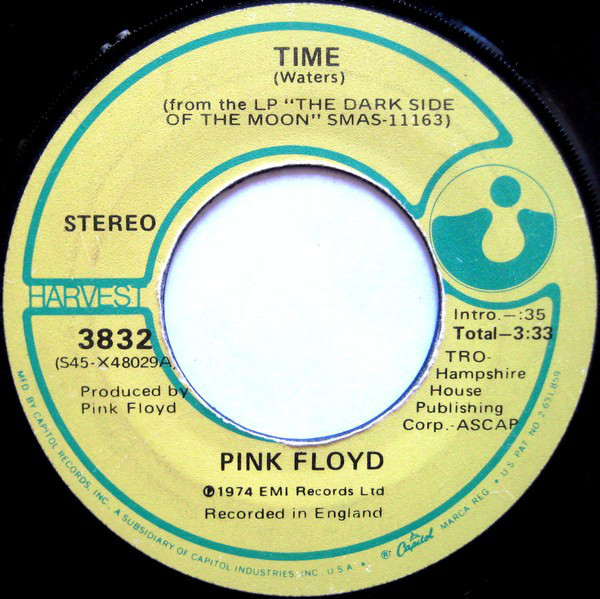 TIME
(Waters)
(from the LP "THE DARK SIDE
OF THE MOON" SMAS-11163)
STEREO
HARVEST
3832
(S45-X48029A)
Produced by
Pink Floyd
Intro.—:35
Total—3:33
TRO-
Hampshire
House
Publishing
Corp.-ASCAP
PINK FLOYD
℗1974 EMI Records Ltd
Recorded in England
MFD. BY CAPITOL RECORDS, INC. A SUBSIDIARY OF CAPITOL INDUSTRIES, INC. U.S.A. • ® Capitol MARCA REG. • U.S. PAT. NO. 2,631,859